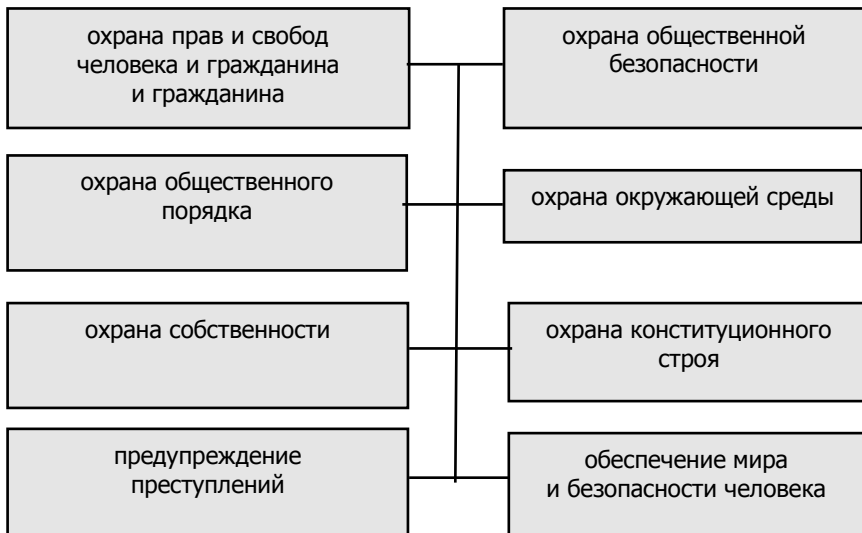 охрана прав и свобод
человека и гражданина
и гражданина
охрана общественной
безопасности
охрана общественного
порядка
охрана окружающей среды
охрана собственности
охрана конституционного
строя
предупреждение
преступлений
обеспечение мира
и безопасности человека